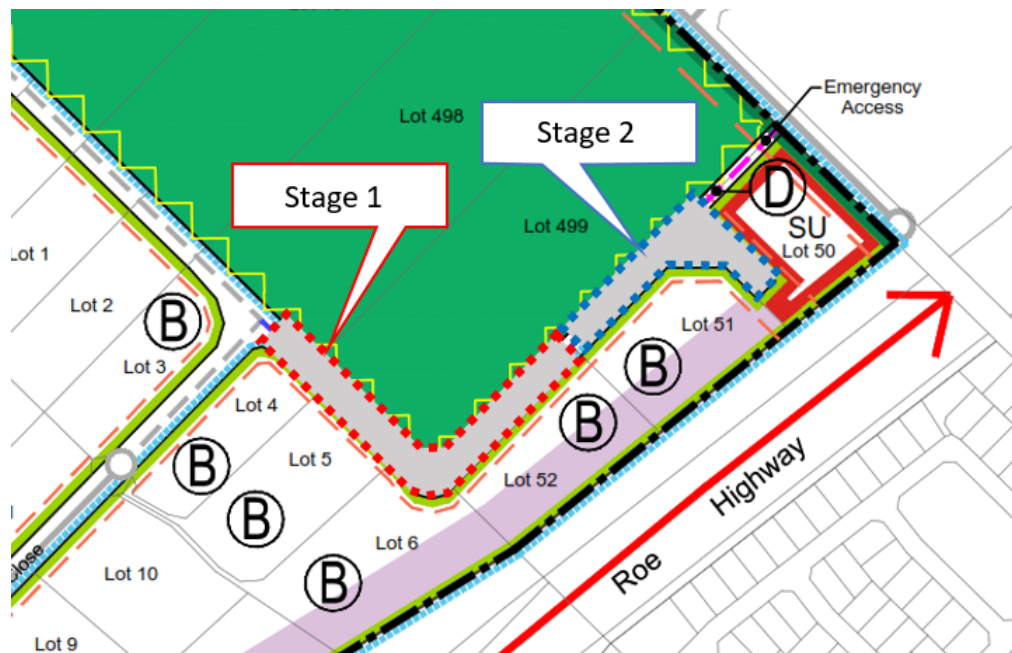 Emergency
Access
Lot 498
Stage 2
Stage 1
D
SU
Lot 50
Lot 499
Lot 1
Lot 2
B
Lot 51
Lot 3
B
Lot 4
B
Lot 5
B
Lot 52
B
Highway
Lot 6
Roe
B
Lot 10
Lot 9